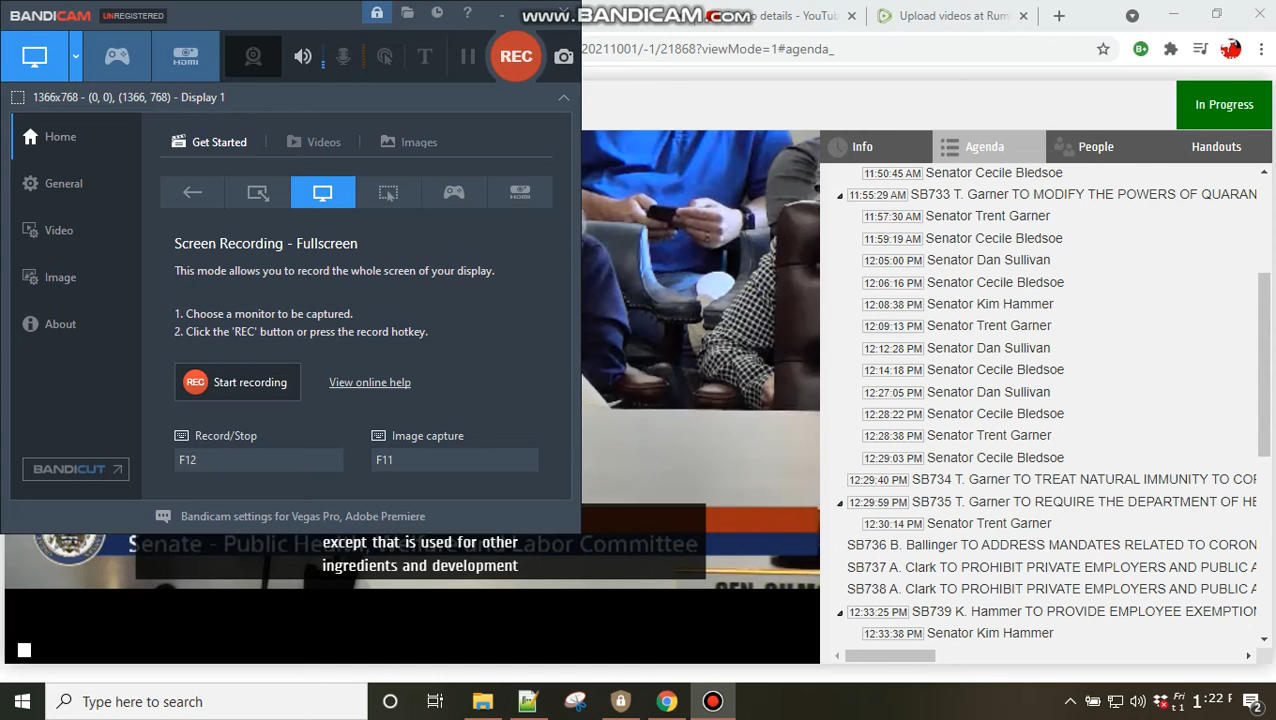 BANDICAM UNREGISTERED
www.BANDICAM.com
details - YouTu
Upload videos at Rum
REC
20211001/-1/21868?viewMode=1#agenda_
1366x768 - (0, 0), (1366, 768) - Display 1
Home
General
Video
Image
About
BANDICUT
Get Started
Videos
Images
HDMI
Screen Recording - Fullscreen
This mode allows you to record the whole screen of your display.
1. Choose a monitor to be captured.
2. Click the 'REC' button or press the record hotkey.
REC Start recording
View online help
Record/Stop
F12
Image capture
F11
Bandicam settings for Vegas Pro, Adobe Premiere
Senate - Public Health, Welfare and Labor Committee
except that is used for other
ingredients and development
In Progress
Info
Agenda
People
Handouts
11:50:45 AM Senator Cecile Bledsoe
11:55:29 AM SB733 T. Garner TO MODIFY THE POWERS OF QUARAN
11:57:30 AM Senator Trent Garner
11:59:19 AM Senator Cecile Bledsoe
12:05:00 PM Senator Dan Sullivan
12:06:16 PM Senator Cecile Bledsoe
12:08:38 PM Senator Kim Hammer
12:09:13 PM Senator Trent Garner
12:12:28 PM Senator Dan Sullivan
12:14:18 PM Senator Cecile Bledsoe
12:27:05 PM Senator Dan Sullivan
12:28:22 PM Senator Cecile Bledsoe
12:28:38 PM Senator Trent Garner
12:29:03 PM Senator Cecile Bledsoe
12:29:40 PM SB734 T. Garner TO TREAT NATURAL IMMUNITY TO COR
12:29:59 PM SB735 T. Garner TO REQUIRE THE DEPARTMENT OF HE
12:30:14 PM Senator Trent Garner
SB736 B. Ballinger TO ADDRESS MANDATES RELATED TO CORON
SB737 A. Clark TO PROHIBIT PRIVATE EMPLOYERS AND PUBLIC A
SB738 A. Clark TO PROHIBIT PRIVATE EMPLOYERS AND PUBLIC A
12:33:25 PM SB739 K. Hammer TO PROVIDE EMPLOYEE EXEMPTION
12:33:38 PM Senator Kim Hammer
Type here to search
Fri
1:22 P
2